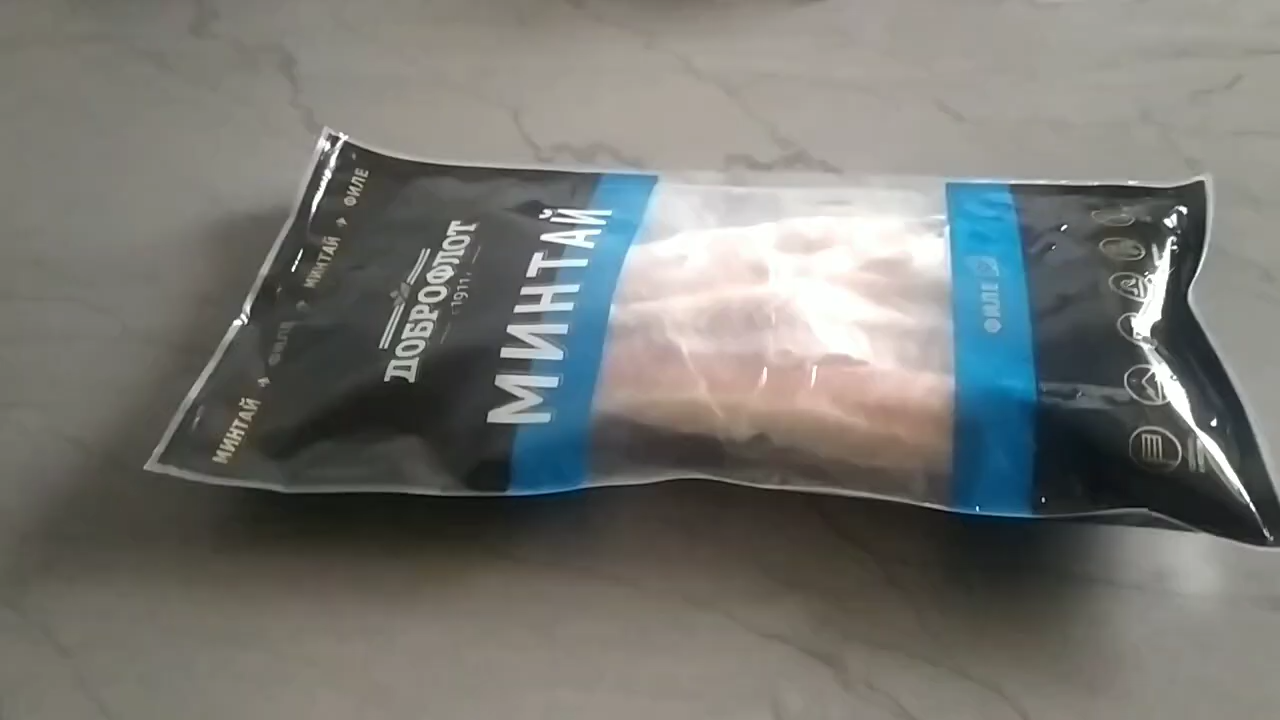 МИНТАЙ → ФИЛЕ → МИНТАЙ → ФИЛЕ
ДОБРОФЛОТ
1911
МИНТАЙ
ФИЛЕ